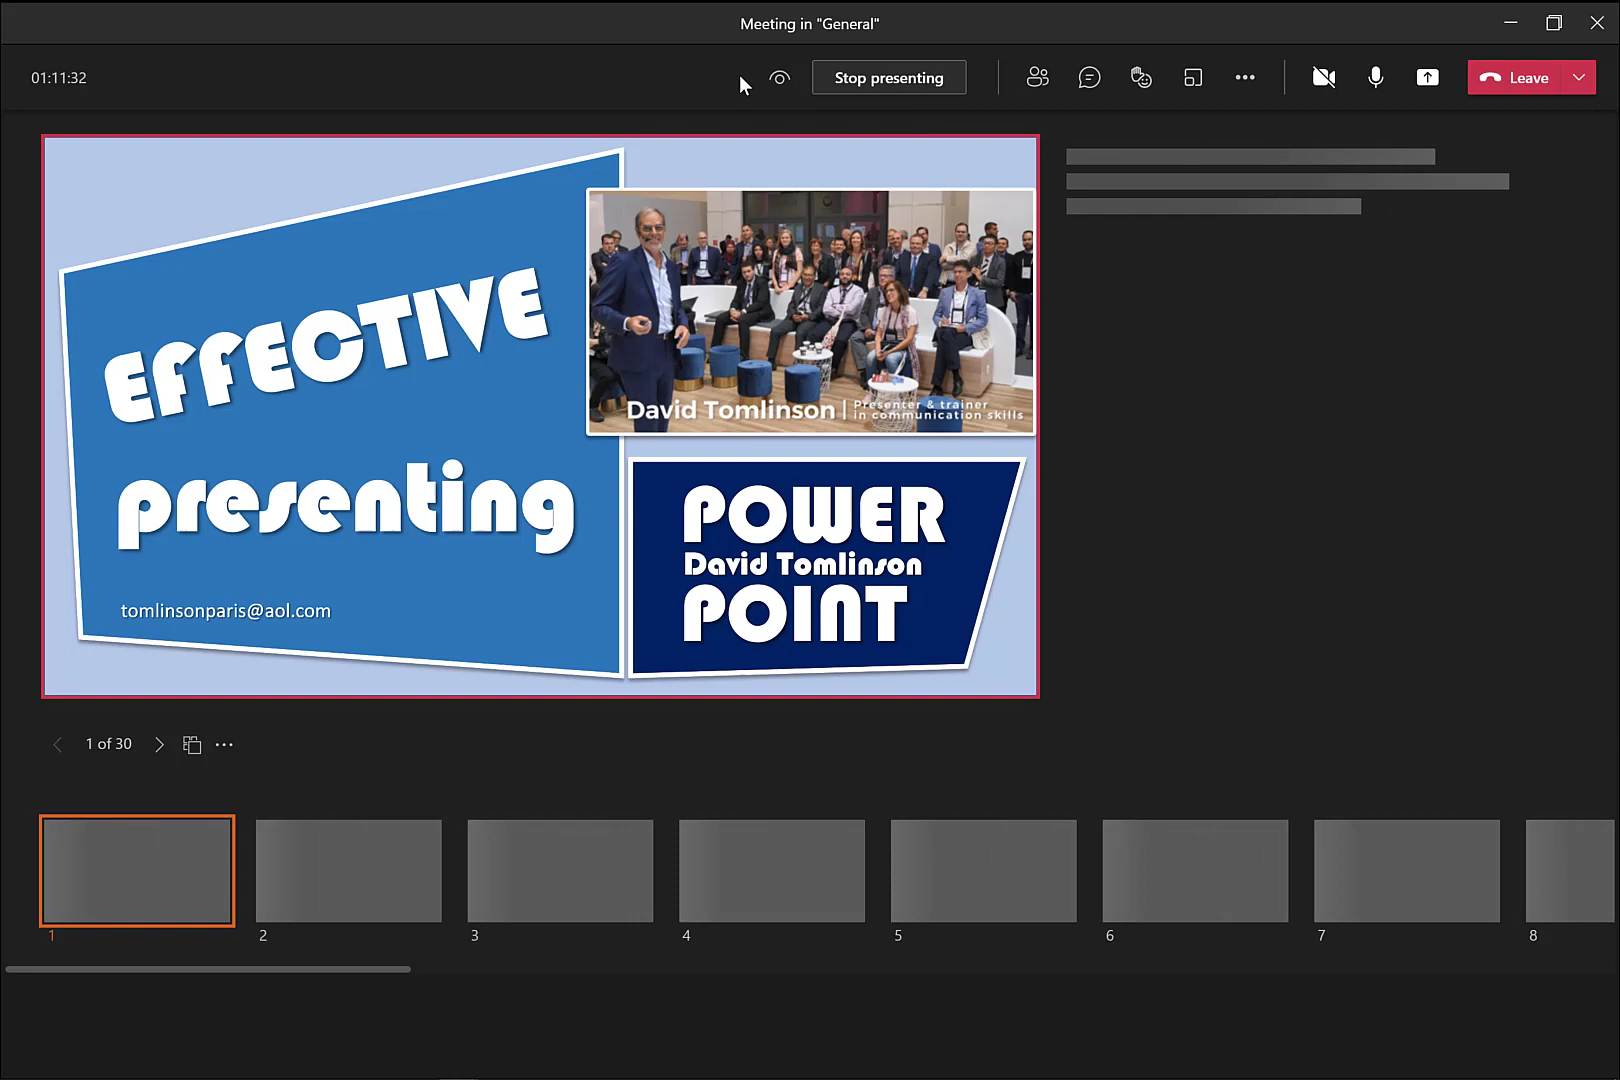 Meeting in "General"
01:11:32
Stop presenting
Leave
EFFECTIVE
presenting
tomlinsonparis@aol.com
David Tomlinson | Presenter & trainer
in communication skills
POWER
David Tomlinson
POINT
1 of 30
1
2
3
4
5
6
7
8